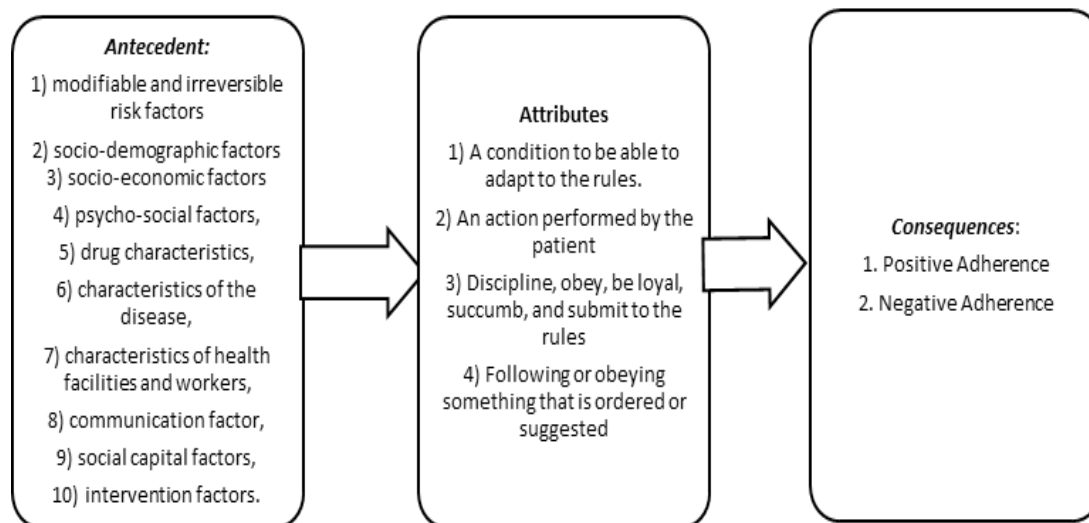 Antecedent:
1) modifiable and irreversible
risk factors
2) socio-demographic factors
3) socio-economic factors
4) psycho-social factors,
5) drug characteristics,
6) characteristics of the
disease,
7) characteristics of health
facilities and workers,
8) communication factor,
9) social capital factors,
10) intervention factors.
Attributes
1) A condition to be able to
adapt to the rules.
2) An action performed by the
patient
3) Discipline, obey, be loyal,
succumb, and submit to the
rules
4) Following or obeying
something that is ordered or
suggested
Consequences:
1. Positive Adherence
2. Negative Adherence